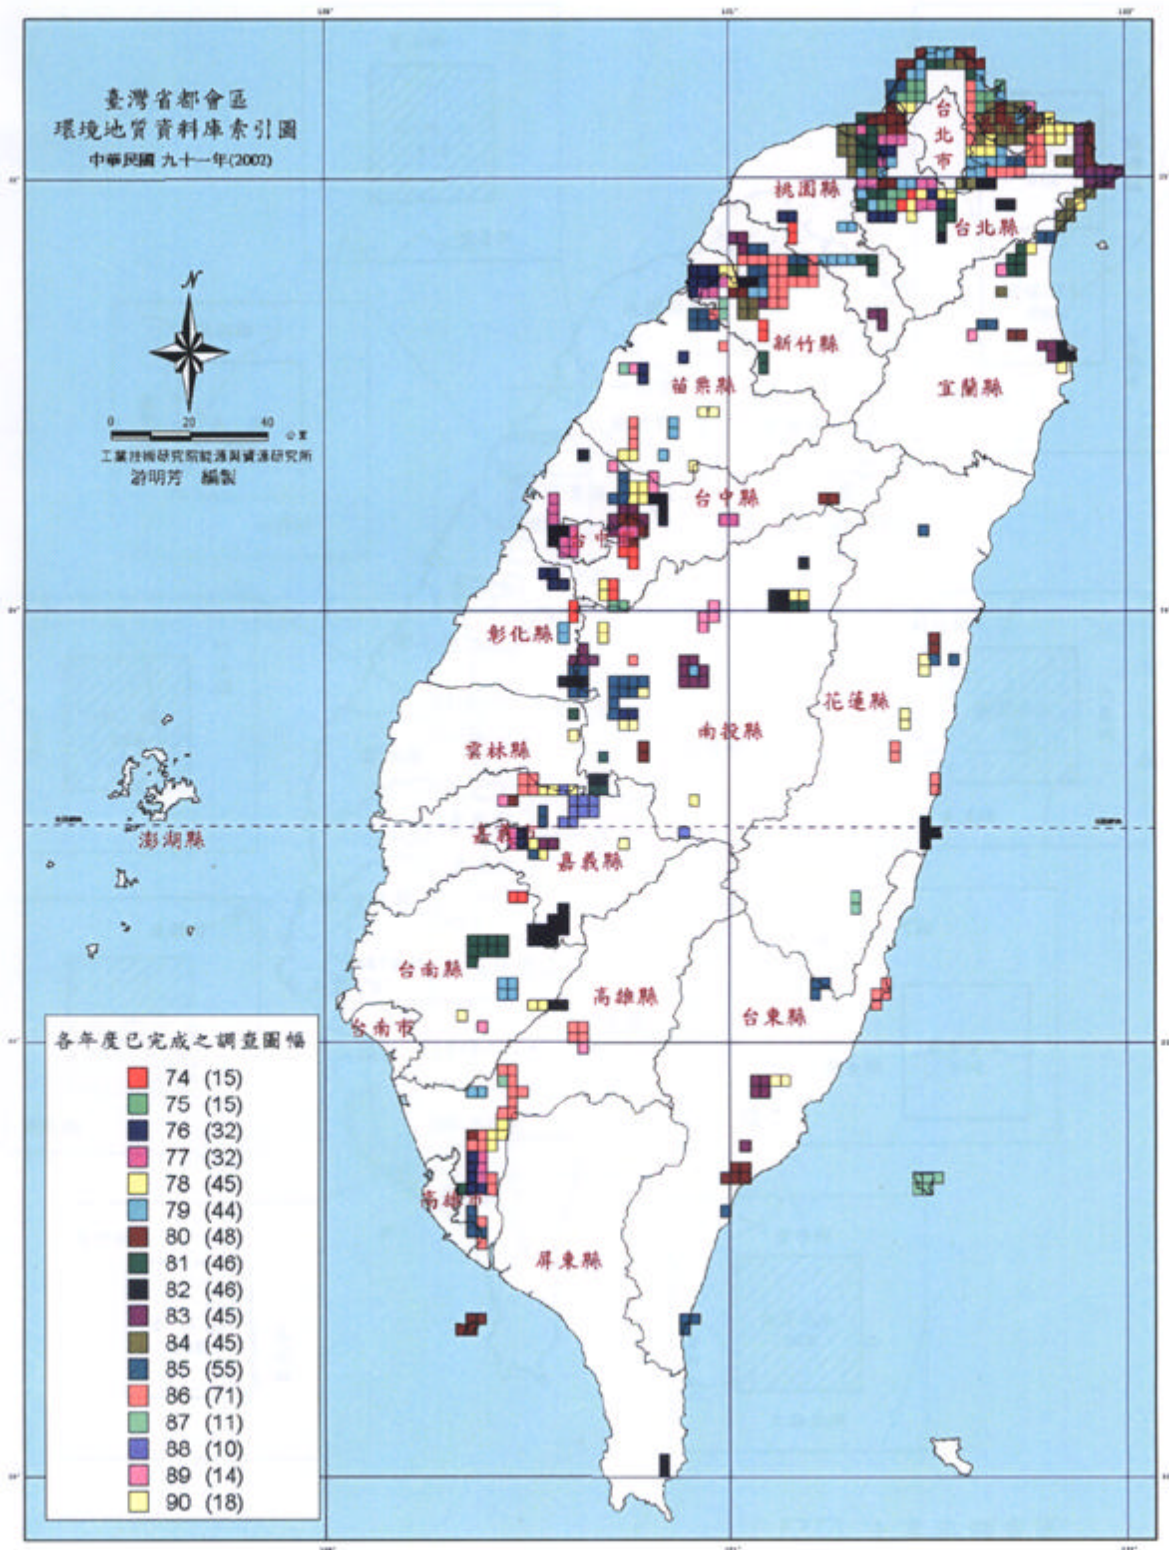 臺灣省都會區
環境地質資料庫索引圖
中華民國 九十一年(2002)
N
0 20 40 公里
工業技術研究院能源與資源研究所
游明芳 編製
台北市
桃園縣
台北縣
新竹縣
苗栗縣
宜蘭縣
台中縣
台中
彰化縣
花蓮縣
南投縣
雲林縣
澎湖縣
嘉義市
嘉義縣
台南縣
高雄縣
台東縣
台南市
高雄市
屏東縣
各年度已完成之調查圖幅
74 (15)
75 (15)
76 (32)
77 (32)
78 (45)
79 (44)
80 (48)
81 (46)
82 (46)
83 (45)
84 (45)
85 (55)
86 (71)
87 (11)
88 (10)
89 (14)
90 (18)